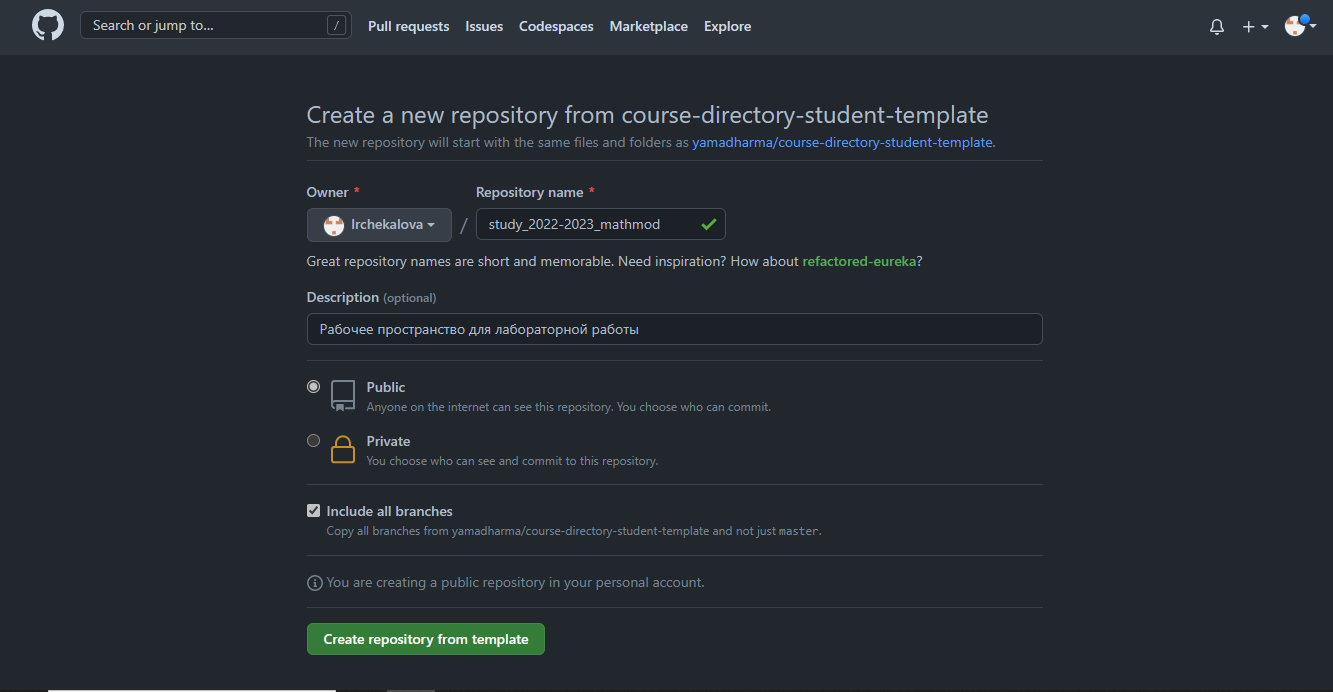 Search or jump to... / Pull requests Issues Codespaces Marketplace Explore
Create a new repository from course-directory-student-template
The new repository will start with the same files and folders as yamadharma/course-directory-student-template.
Owner * Repository name *
lrchekalova / study_2022-2023_mathmod
Great repository names are short and memorable. Need inspiration? How about refactored-eureka?
Description (optional)
Рабочее пространство для лабораторной работы
Public
Anyone on the internet can see this repository. You choose who can commit.
Private
You choose who can see and commit to this repository.
Include all branches
Copy all branches from yamadharma/course-directory-student-template and not just master.
You are creating a public repository in your personal account.
Create repository from template